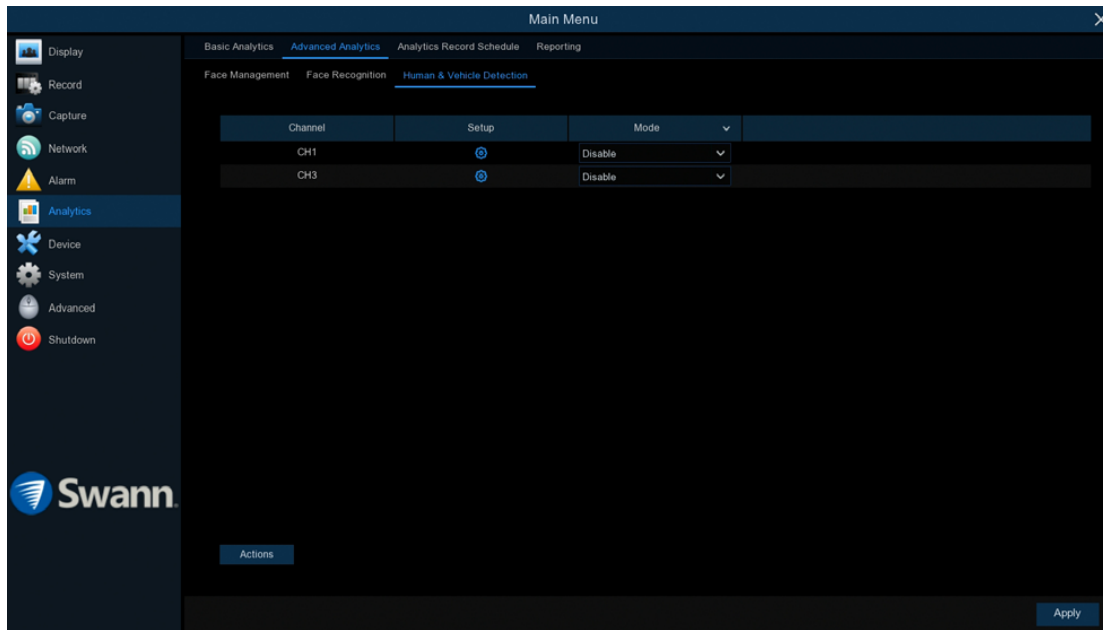 Main Menu
Display
Record
Capture
Network
Alarm
Analytics
Device
System
Advanced
Shutdown
Swann
Basic Analytics Advanced Analytics Analytics Record Schedule Reporting
Face Management Face Recognition Human & Vehicle Detection
Channel Setup Mode
CH1 Disable
CH3 Disable
Actions
Apply